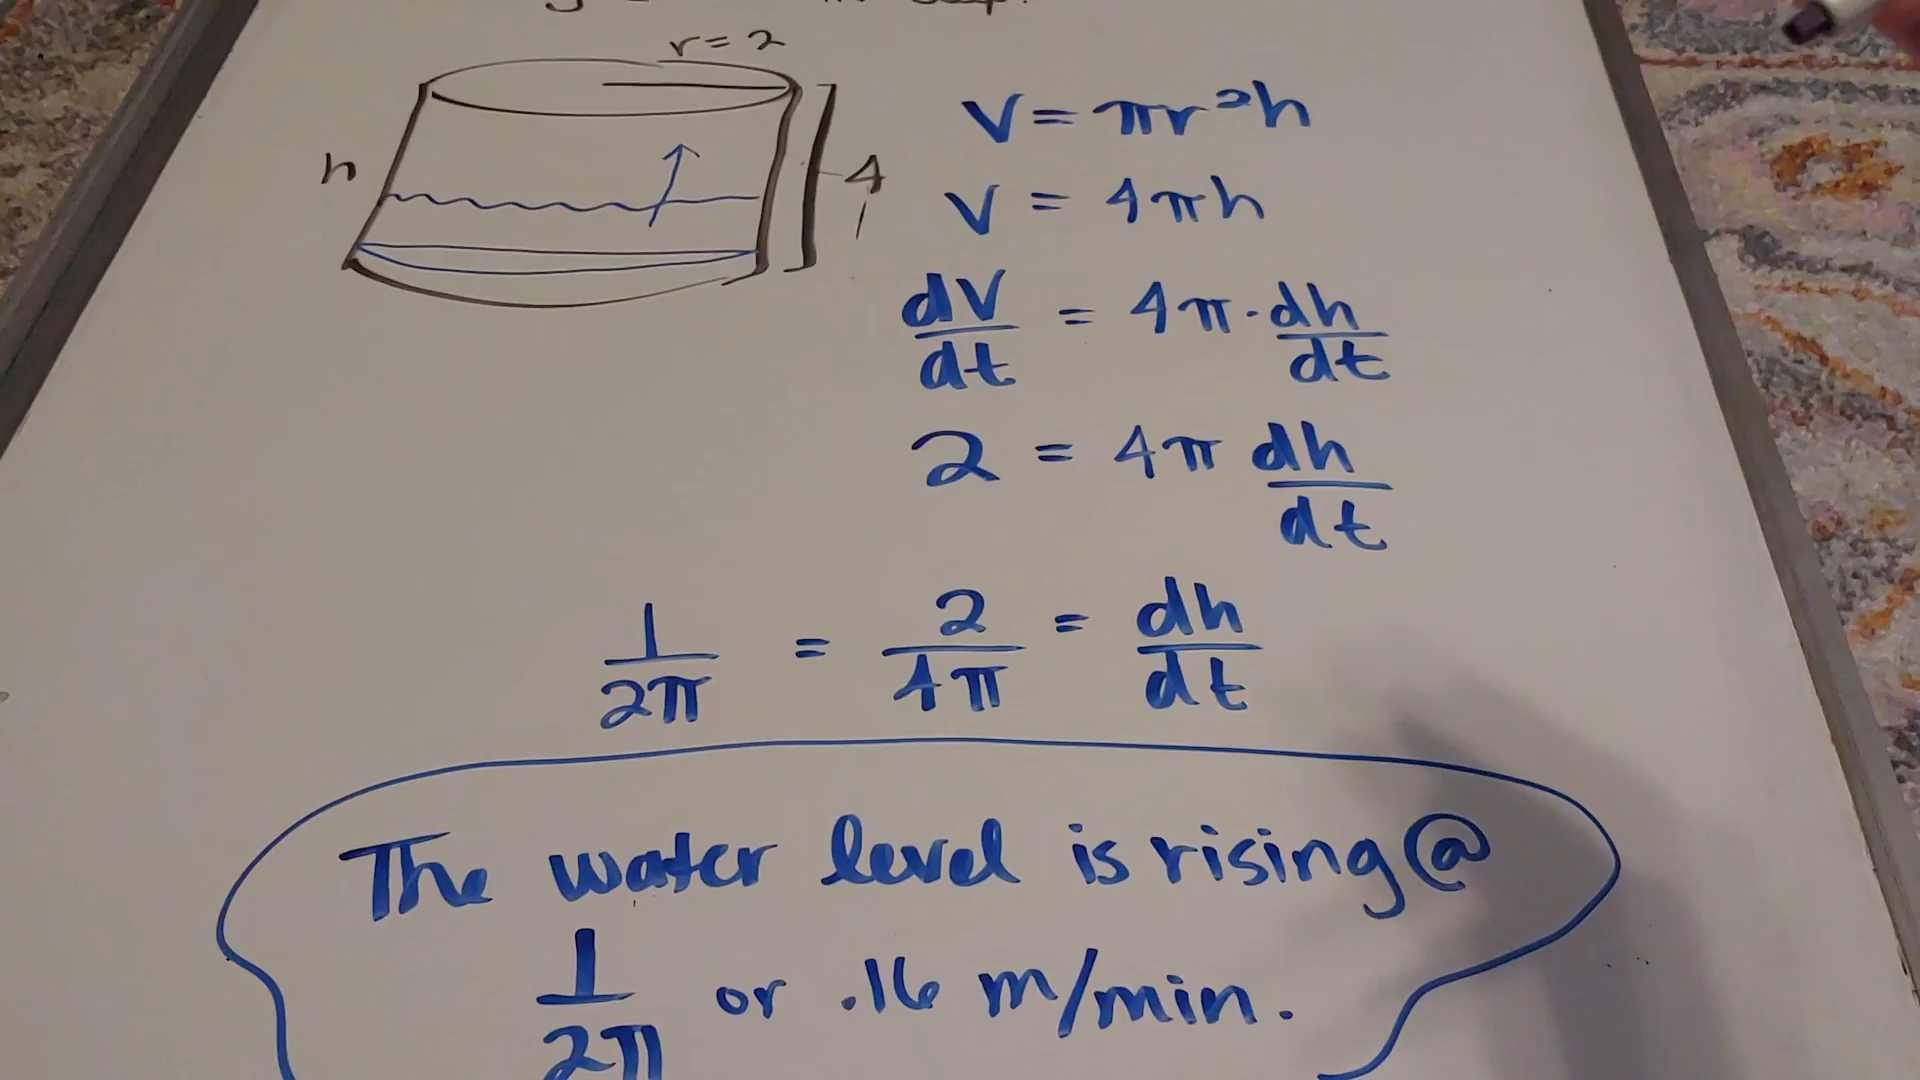 r = 2
h
4
V = πr²h
V = 4πh
dV/dt = 4π · dh/dt
2 = 4π dh/dt
1/2π = 2/4π = dh/dt
The water level is rising @
1/2π or .16 m/min.